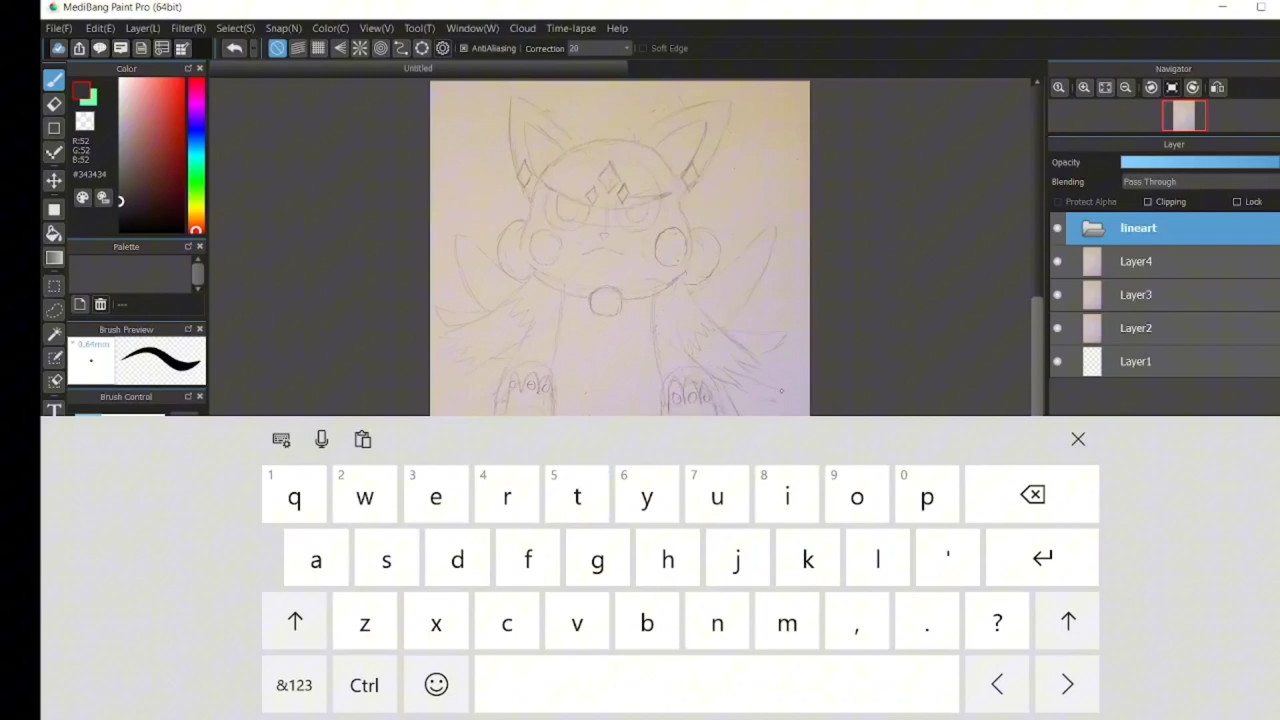 MediBang Paint Pro (64bit)
File(F) Edit(E) Layer(L) Filter(R) Select(S) Snap(N) Color(C) View(V) Tool(T) Window(W) Cloud Time-lapse Help
AntiAliasing Correction 20 Soft Edge
Color Untitled Navigator
R:52
G:52
B:52
#343434
Layer
Opacity
Blending Pass Through
Protect Alpha Clipping Lock
lineart
Layer4
Layer3
Layer2
Layer1
Palette
---
Brush Preview
0.64mm
Brush Control
T
1 2 3 4 5 6 7 8 9 0
q w e r t y u i o p
a s d f g h j k l '
z x c v b n m , . ?
&123 Ctrl